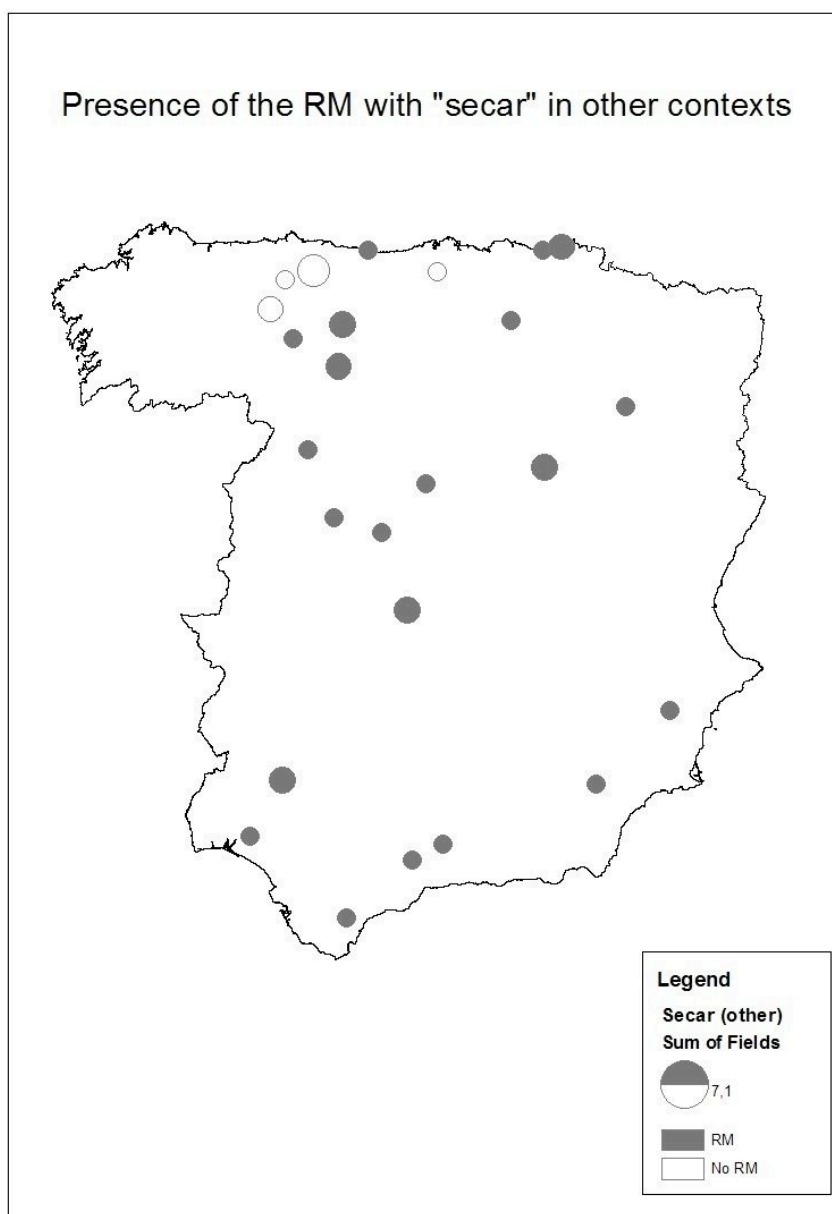 Presence of the RM with "secar" in other contexts
Legend
Secar (other)
Sum of Fields
7,1
RM
No RM